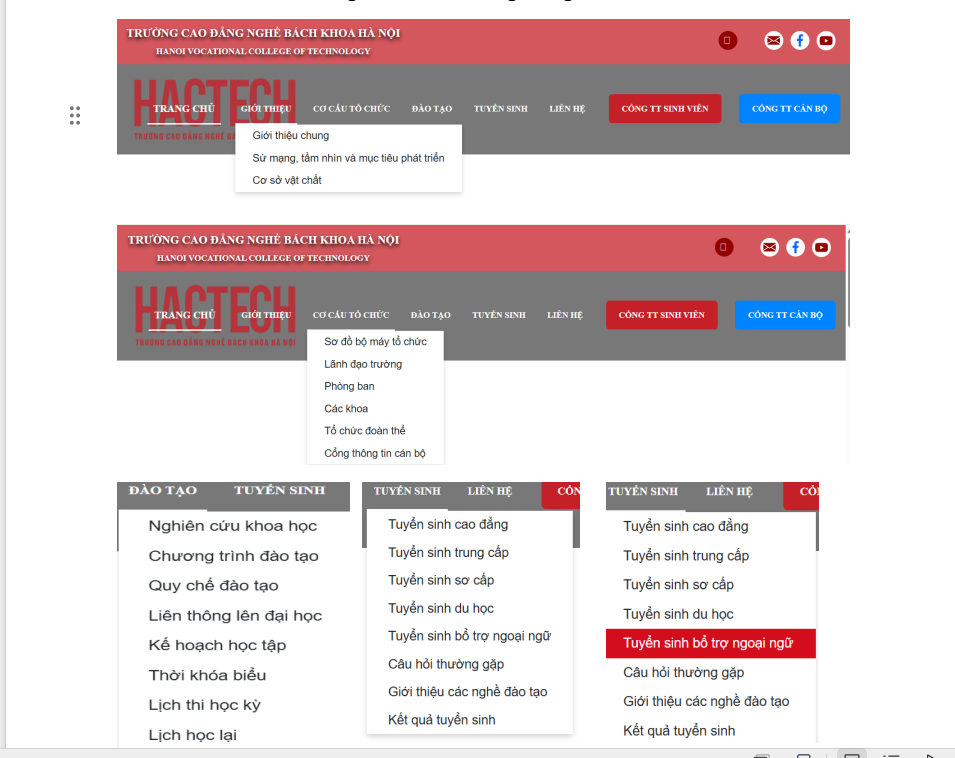 TRƯỜNG CAO ĐẲNG NGHỀ BÁCH KHOA HÀ NỘI
HANOI VOCATIONAL COLLEGE OF TECHNOLOGY
HACTECH
TRANG CHỦ GIỚI THIỆU CƠ CẤU TỔ CHỨC ĐÀO TẠO TUYỂN SINH LIÊN HỆ CỔNG TT SINH VIÊN CỔNG TT CÁN BỘ
TRƯỜNG CAO ĐẲNG NGHỀ
Giới thiệu chung
Sứ mạng, tầm nhìn và mục tiêu phát triển
Cơ sở vật chất
TRƯỜNG CAO ĐẲNG NGHỀ BÁCH KHOA HÀ NỘI
HANOI VOCATIONAL COLLEGE OF TECHNOLOGY
HACTECH
TRANG CHỦ GIỚI THIỆU CƠ CẤU TỔ CHỨC ĐÀO TẠO TUYỂN SINH LIÊN HỆ CỔNG TT SINH VIÊN CỔNG TT CÁN BỘ
TRƯỜNG CAO ĐẲNG NGHỀ BÁCH KHOA HÀ NỘI
Sơ đồ bộ máy tổ chức
Lãnh đạo trường
Phòng ban
Các khoa
Tổ chức đoàn thể
Cổng thông tin cán bộ
ĐÀO TẠO TUYỂN SINH
Nghiên cứu khoa học
Chương trình đào tạo
Quy chế đào tạo
Liên thông lên đại học
Kế hoạch học tập
Thời khóa biểu
Lịch thi học kỳ
Lịch học lại
TUYỂN SINH LIÊN HỆ
Tuyển sinh cao đẳng
Tuyển sinh trung cấp
Tuyển sinh sơ cấp
Tuyển sinh du học
Tuyển sinh bổ trợ ngoại ngữ
Câu hỏi thường gặp
Giới thiệu các nghề đào tạo
Kết quả tuyển sinh
TUYỂN SINH LIÊN HỆ
Tuyển sinh cao đẳng
Tuyển sinh trung cấp
Tuyển sinh sơ cấp
Tuyển sinh du học
Tuyển sinh bổ trợ ngoại ngữ
Câu hỏi thường gặp
Giới thiệu các nghề đào tạo
Kết quả tuyển sinh